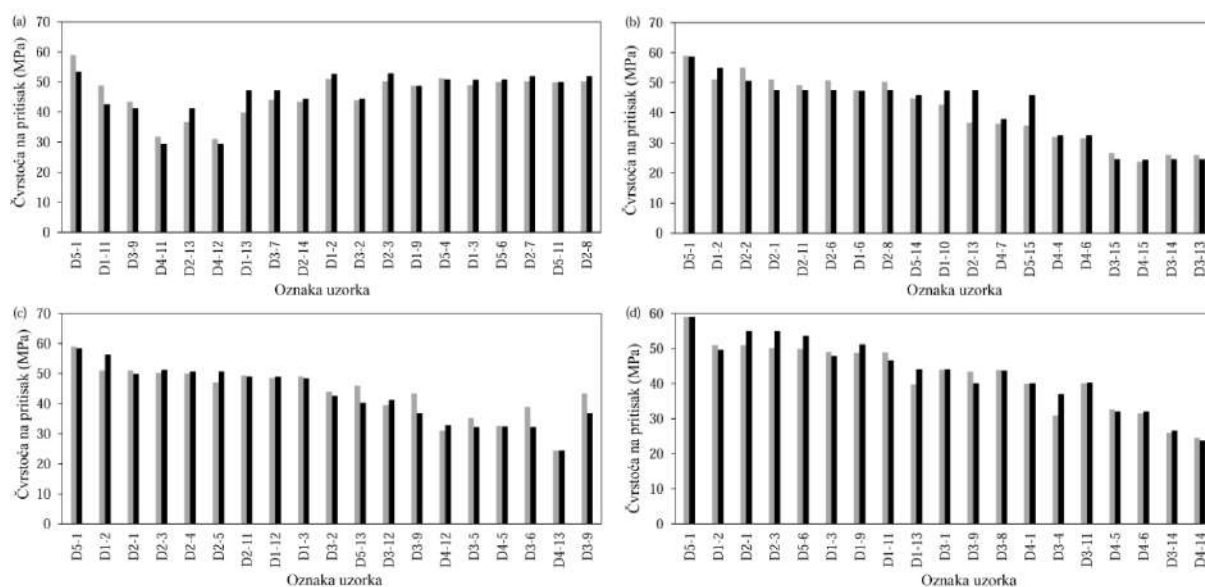 (a)
70
60
50
40
30
20
10
0
Čvrstoća na pritisak (MPa)
D5-1 D1-11 D3-9 D4-11 D2-13 D4-12 D1-13 D3-7 D2-14 D1-2 D3-2 D2-3 D1-9 D5-4 D1-3 D5-6 D2-7 D5-11 D2-8
Oznaka uzorka
(b)
70
60
50
40
30
20
10
0
Čvrstoća na pritisak (MPa)
D5-1 D1-2 D2-2 D2-1 D2-11 D2-6 D1-6 D2-8 D5-14 D1-10 D2-13 D4-7 D5-15 D4-4 D4-6 D3-15 D4-15 D3-14 D3-13
Oznaka uzorka
(c)
70
60
50
40
30
20
10
0
Čvrstoća na pritisak (MPa)
D5-1 D1-2 D2-1 D2-3 D2-4 D2-5 D2-11 D1-12 D1-3 D3-2 D5-13 D3-12 D3-9 D4-12 D3-5 D4-5 D3-6 D4-13 D3-9
Oznaka uzorka
(d)
60
50
40
30
20
10
0
Čvrstoća na pritisak (MPa)
D5-1 D1-2 D2-1 D2-3 D5-6 D1-3 D1-9 D1-11 D1-13 D3-1 D3-9 D3-8 D4-1 D3-4 D3-11 D4-5 D4-6 D3-14 D4-14
Oznaka uzorka